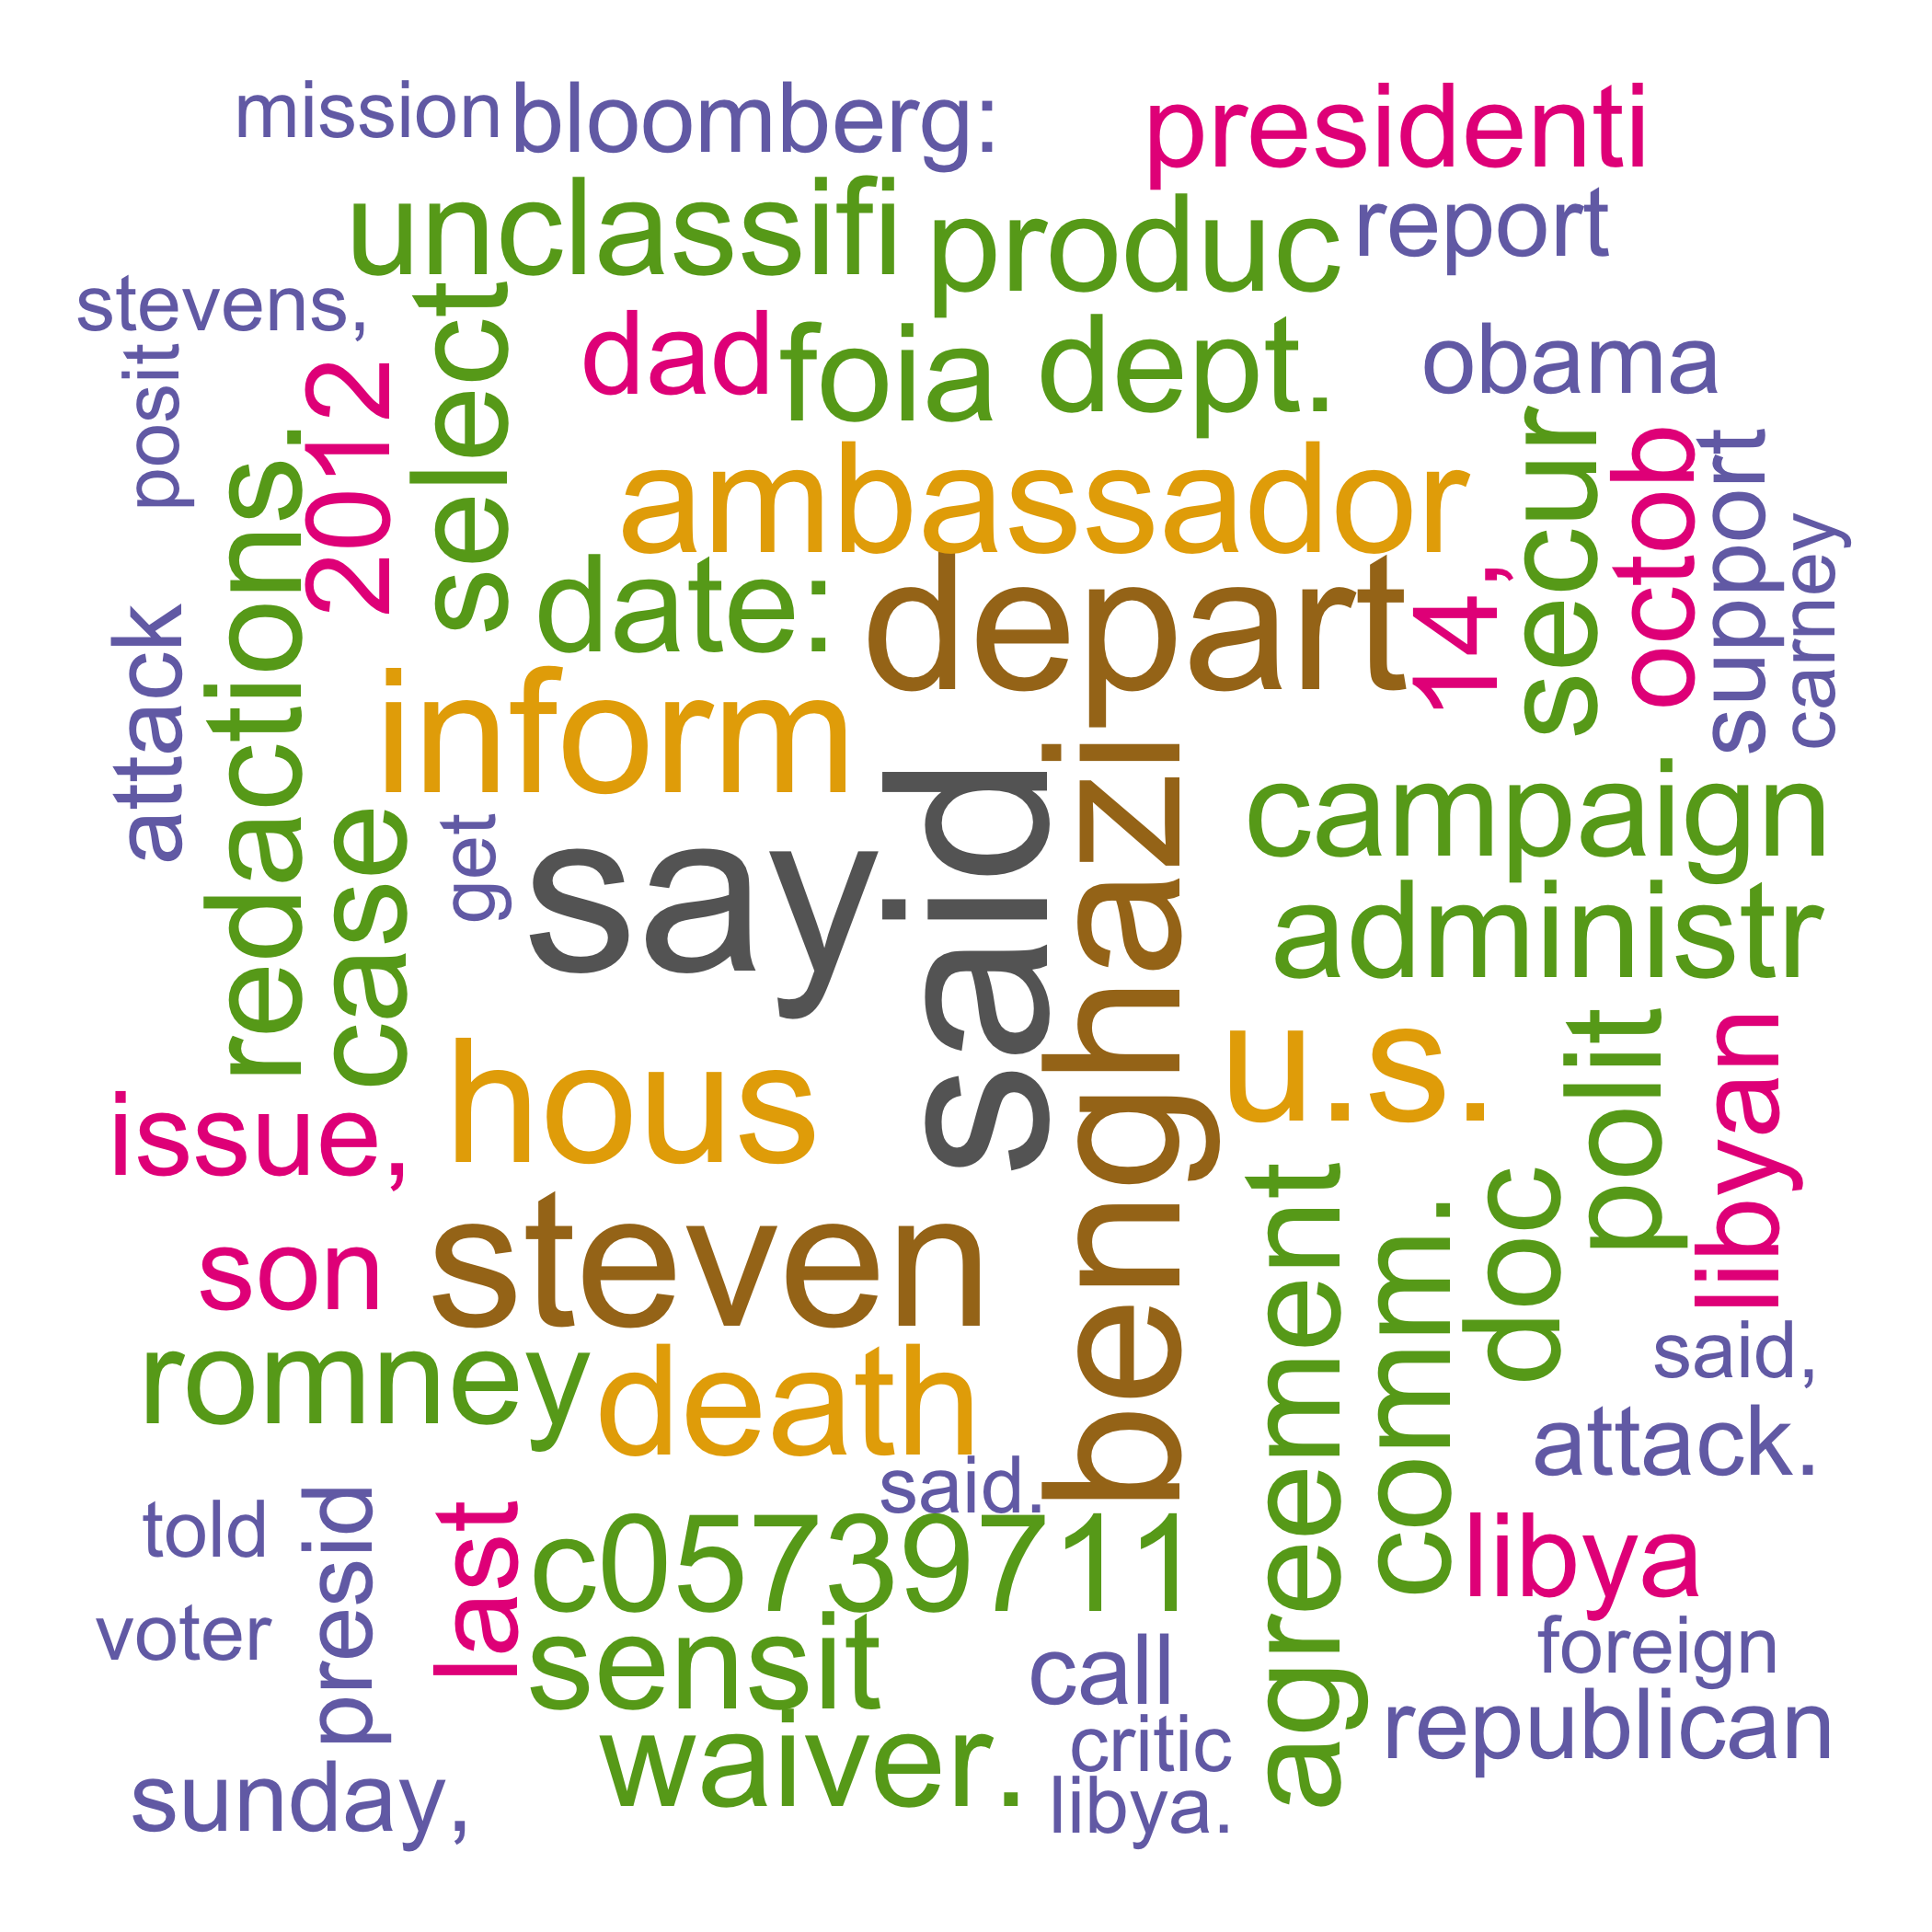 mission
bloomberg:
presidenti
unclassifi
produc
report
stevens,
select
dad
foia
dept.
obama
posit
2012
redactions.
ambassador
secur
octob
support
carney
date:
depart
14,
attack
inform
said
benghazi
campaign
case
get
say
administr
hous
u.s.
polit
libyan
issue,
son
steven
agreement
comm.
doc
said,
romney
death
attack.
told
presid
last
said.
c05739711
libya
voter
sensit
call
foreign
waiver.
critic
republican
sunday,
libya.